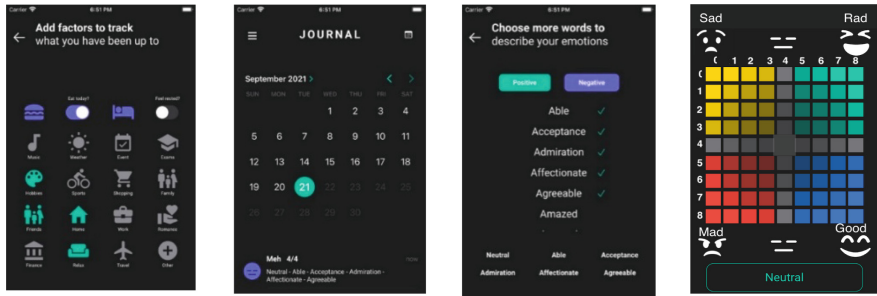 Carrier 6:51 PM
Add factors to track
what you have been up to
Eat today? Feel rested?
Music Weather Event Exams
Hobbies Sports Shopping Family
Friends Home Work Romance
Finance Relax Travel Other
Carrier 6:51 PM
JOURNAL
September 2021 >
SUN MON TUE WED THU FRI SAT
1 2 3 4
5 6 7 8 9 10 11
12 13 14 15 16 17 18
19 20 21 22 23 24 25
26 27 28 29 30
Meh 4/4 NOW
Neutral - Able - Acceptance - Admiration -
Affectionate - Agreeable
Carrier 6:51 PM
Choose more words to
describe your emotions
Positive Negative
Able
Acceptance
Admiration
Affectionate
Agreeable
Amazed
Neutral Able Acceptance
Admiration Affectionate Agreeable
Sad Rad
0 1 2 3 4 5 6 7 8
0
1
2
3
4
5
6
7
8
Mad Good
Neutral